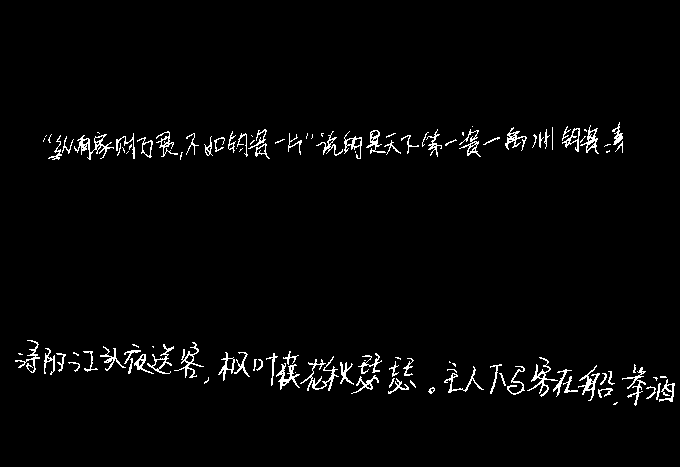 “纵有家财万贯,不如钧瓷一片”说的是天下第一瓷一禹州钧瓷.素
浔阳江头夜送客,枫叶荻花秋瑟瑟。主人下马客在船,举酒